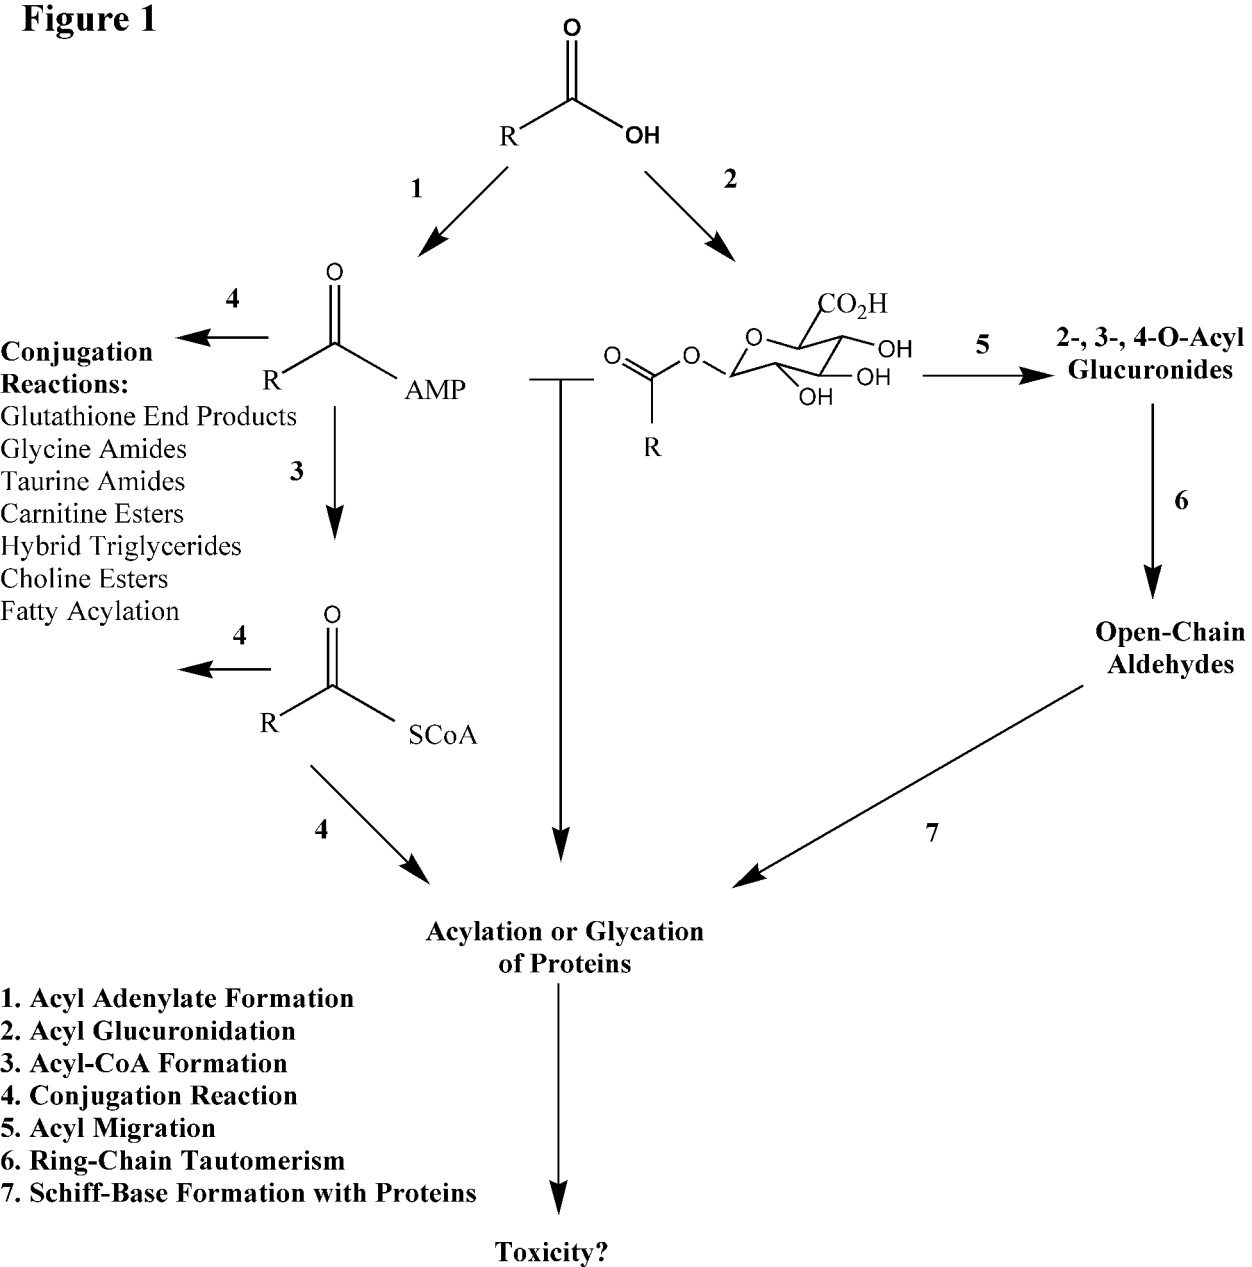 Figure 1
O
R
OH
1
2
O
R
AMP
4
O
O
O
R
CO2H
OH
OH
OH
5
2-, 3-, 4-O-Acyl
Glucuronides
Conjugation
Reactions:
Glutathione End Products
Glycine Amides
Taurine Amides
Carnitine Esters
Hybrid Triglycerides
Choline Esters
Fatty Acylation
3
6
4
O
R
SCoA
Open-Chain
Aldehydes
4
7
Acylation or Glycation
of Proteins
1. Acyl Adenylate Formation
2. Acyl Glucuronidation
3. Acyl-CoA Formation
4. Conjugation Reaction
5. Acyl Migration
6. Ring-Chain Tautomerism
7. Schiff-Base Formation with Proteins
Toxicity?